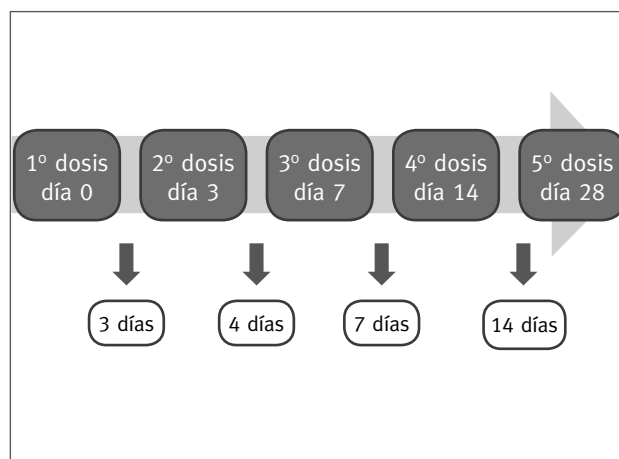 1º dosis
día 0
2º dosis
día 3
3º dosis
día 7
4º dosis
día 14
5º dosis
día 28
3 días
4 días
7 días
14 días